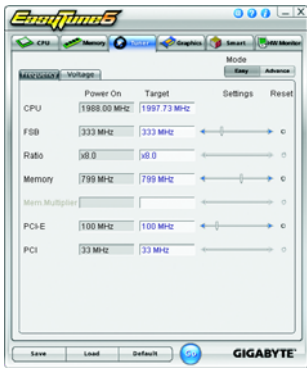 EasyTune6
CPU Memory Tuner Graphics Smart HW Monitor
Mode
Easy Advance
Voltage
Power On Target Settings Reset
CPU 1988.00 MHz 1997.73 MHz
FSB 333 MHz 333 MHz
Ratio x8.0 x8.0
Memory 799 MHz 799 MHz
Mem.Multiplier
PCI-E 100 MHz 100 MHz
PCI 33 MHz 33 MHz
Save Load Default Go GIGABYTE